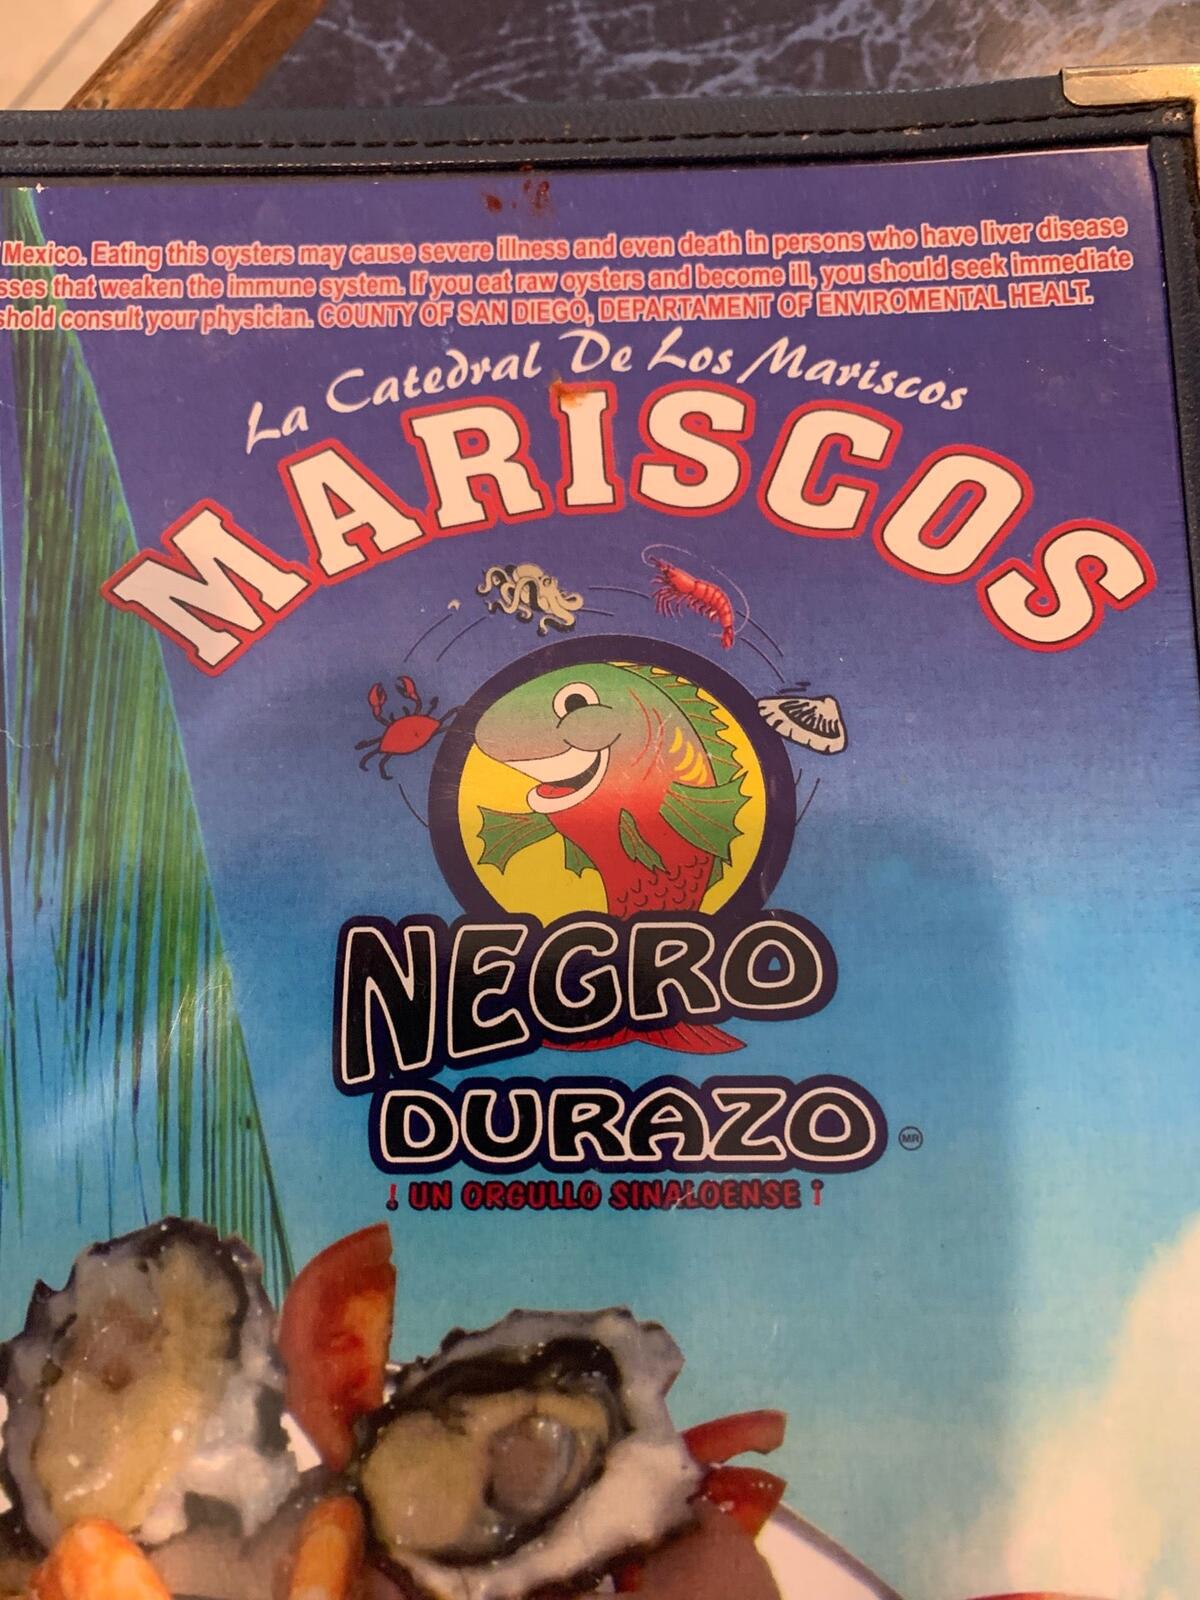 Mexico. Eating this oysters may cause severe illness and even death in persons who have liver disease
sses that weaken the immune system. If you eat raw oysters and become ill, you should seek immediate
shold consult your physician. COUNTY OF SAN DIEGO, DEPARTAMENT OF ENVIROMENTAL HEALT.
La Catedral De Los Mariscos
MARISCOS
NEGRO
DURAZO
MR
! UN ORGULLO SINALOENSE ¡